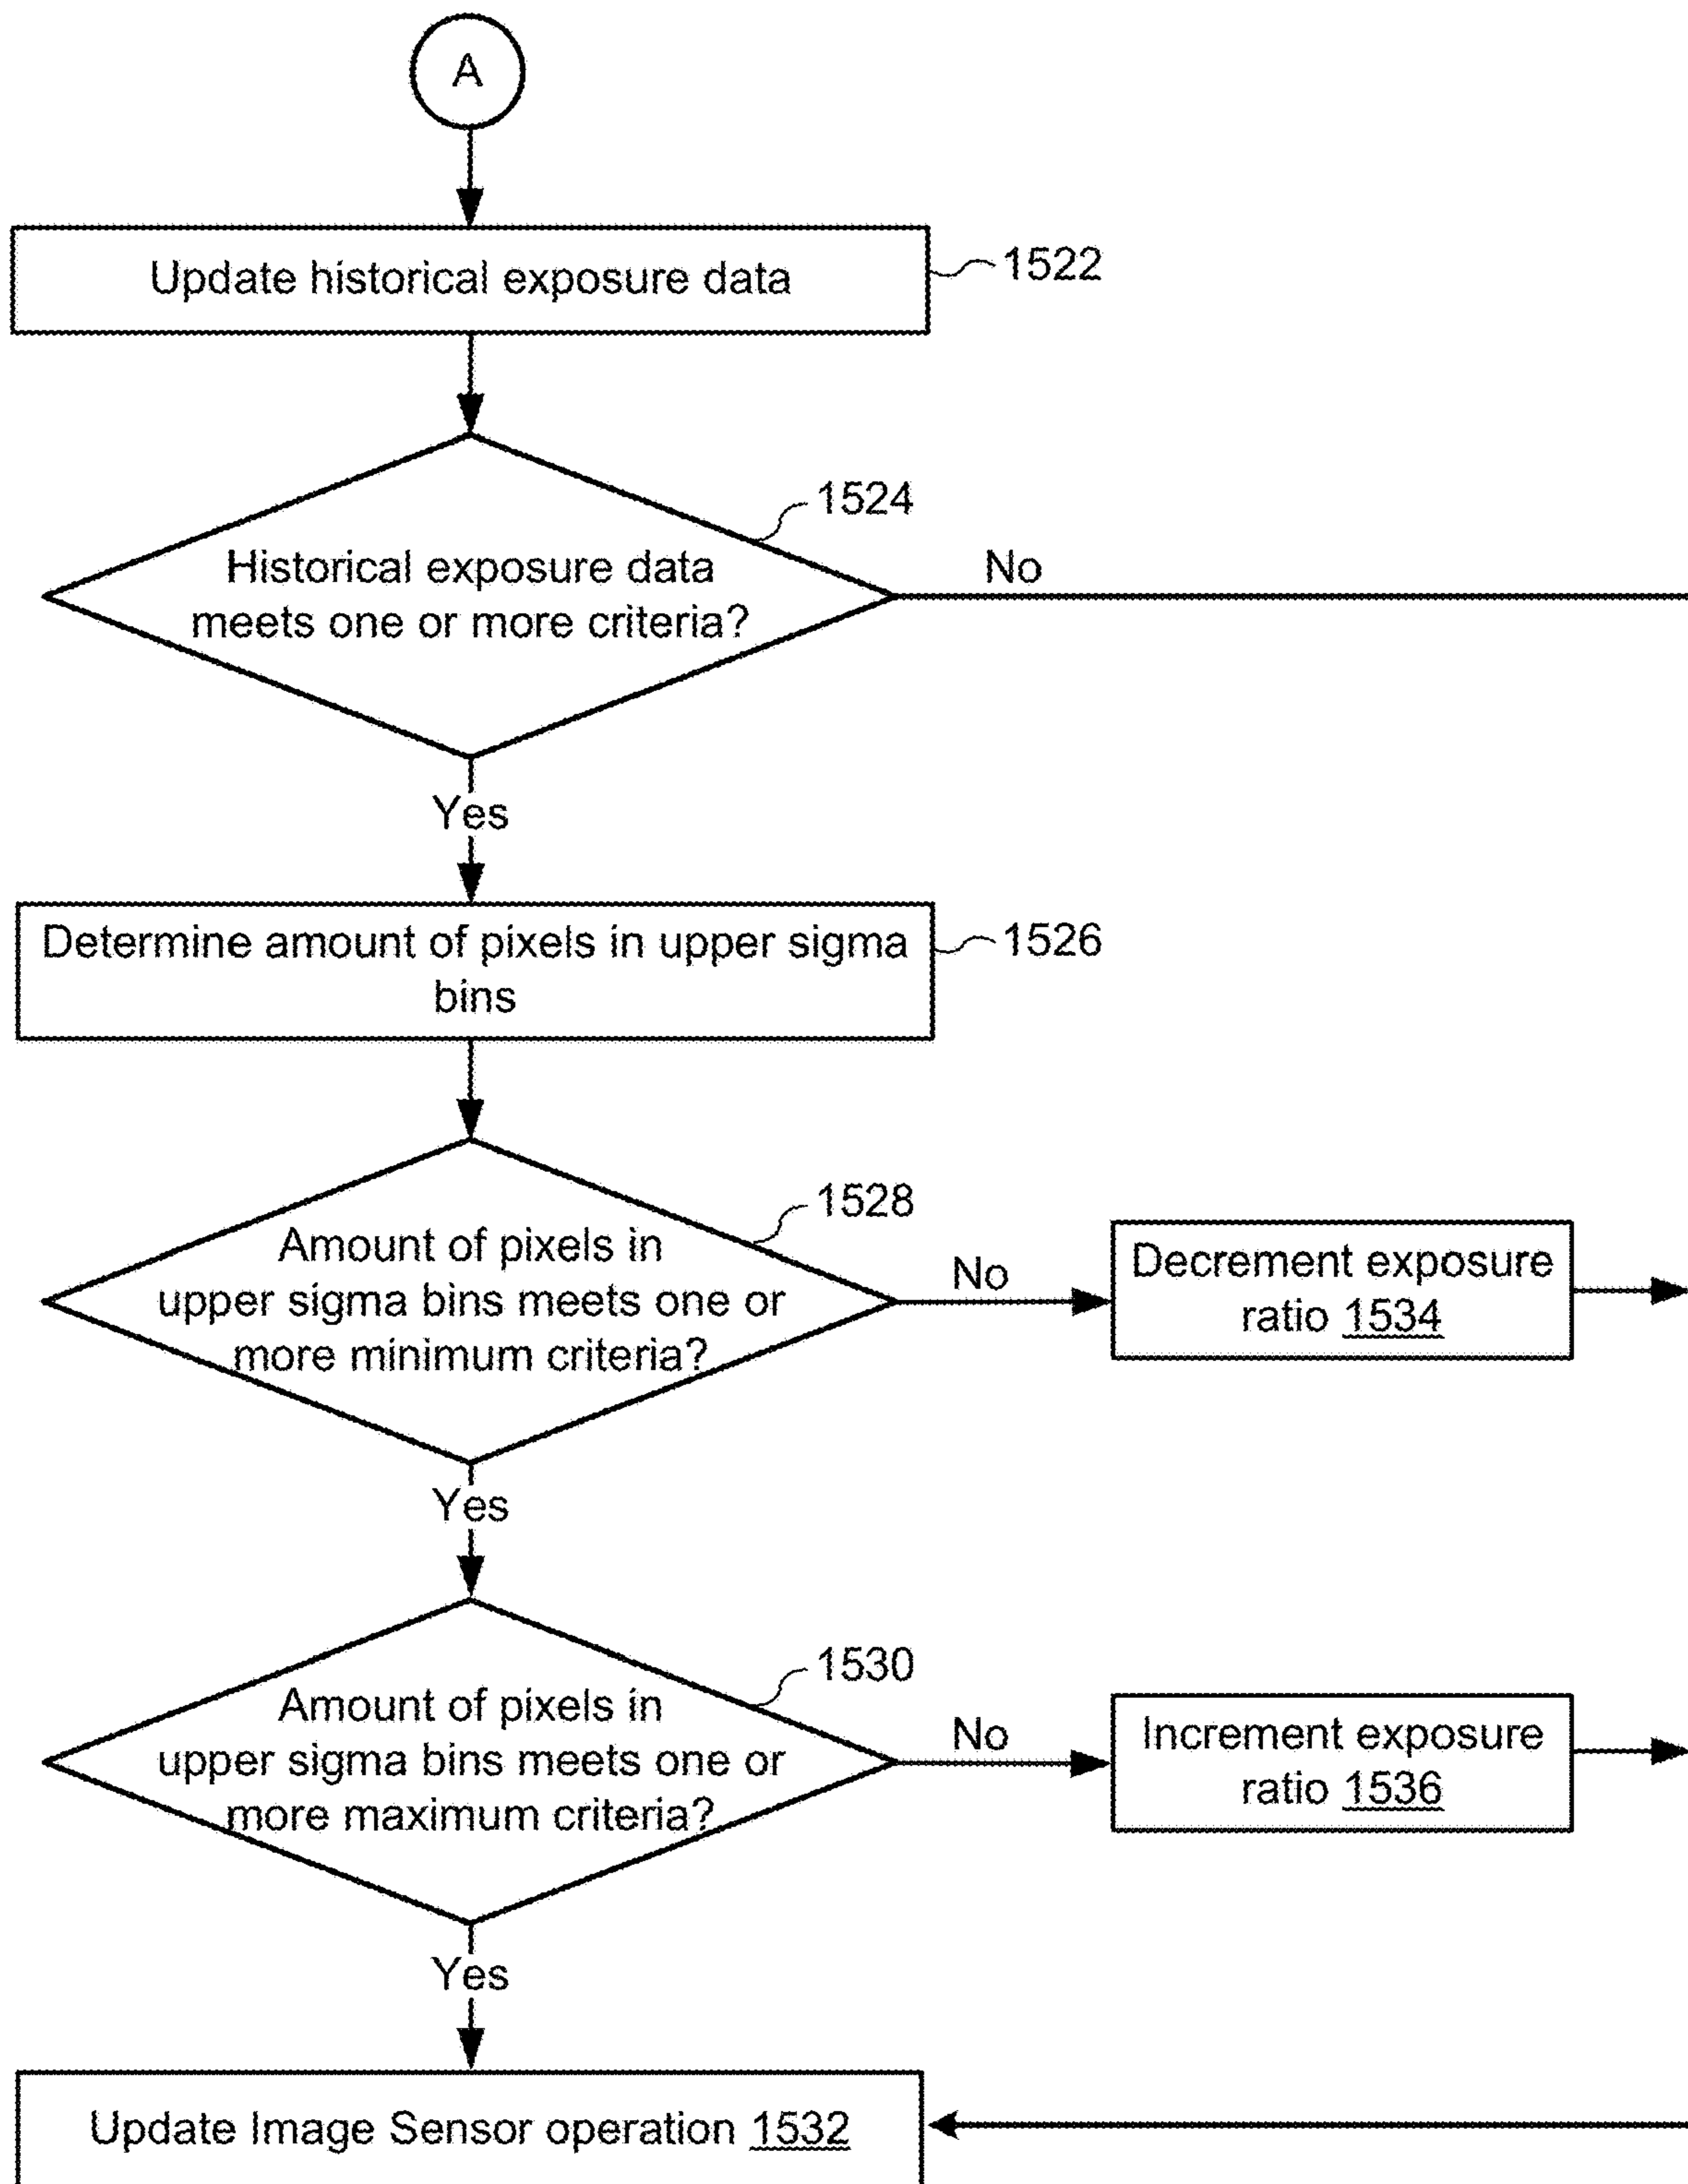 A
Update historical exposure data
1522
1524
Historical exposure data
meets one or more criteria?
No
Yes
Determine amount of pixels in upper sigma
bins
1526
1528
Amount of pixels in
upper sigma bins meets one or
more minimum criteria?
No
Decrement exposure
ratio 1534
Yes
1530
Amount of pixels in
upper sigma bins meets one or
more maximum criteria?
No
Increment exposure
ratio 1536
Yes
Update Image Sensor operation 1532